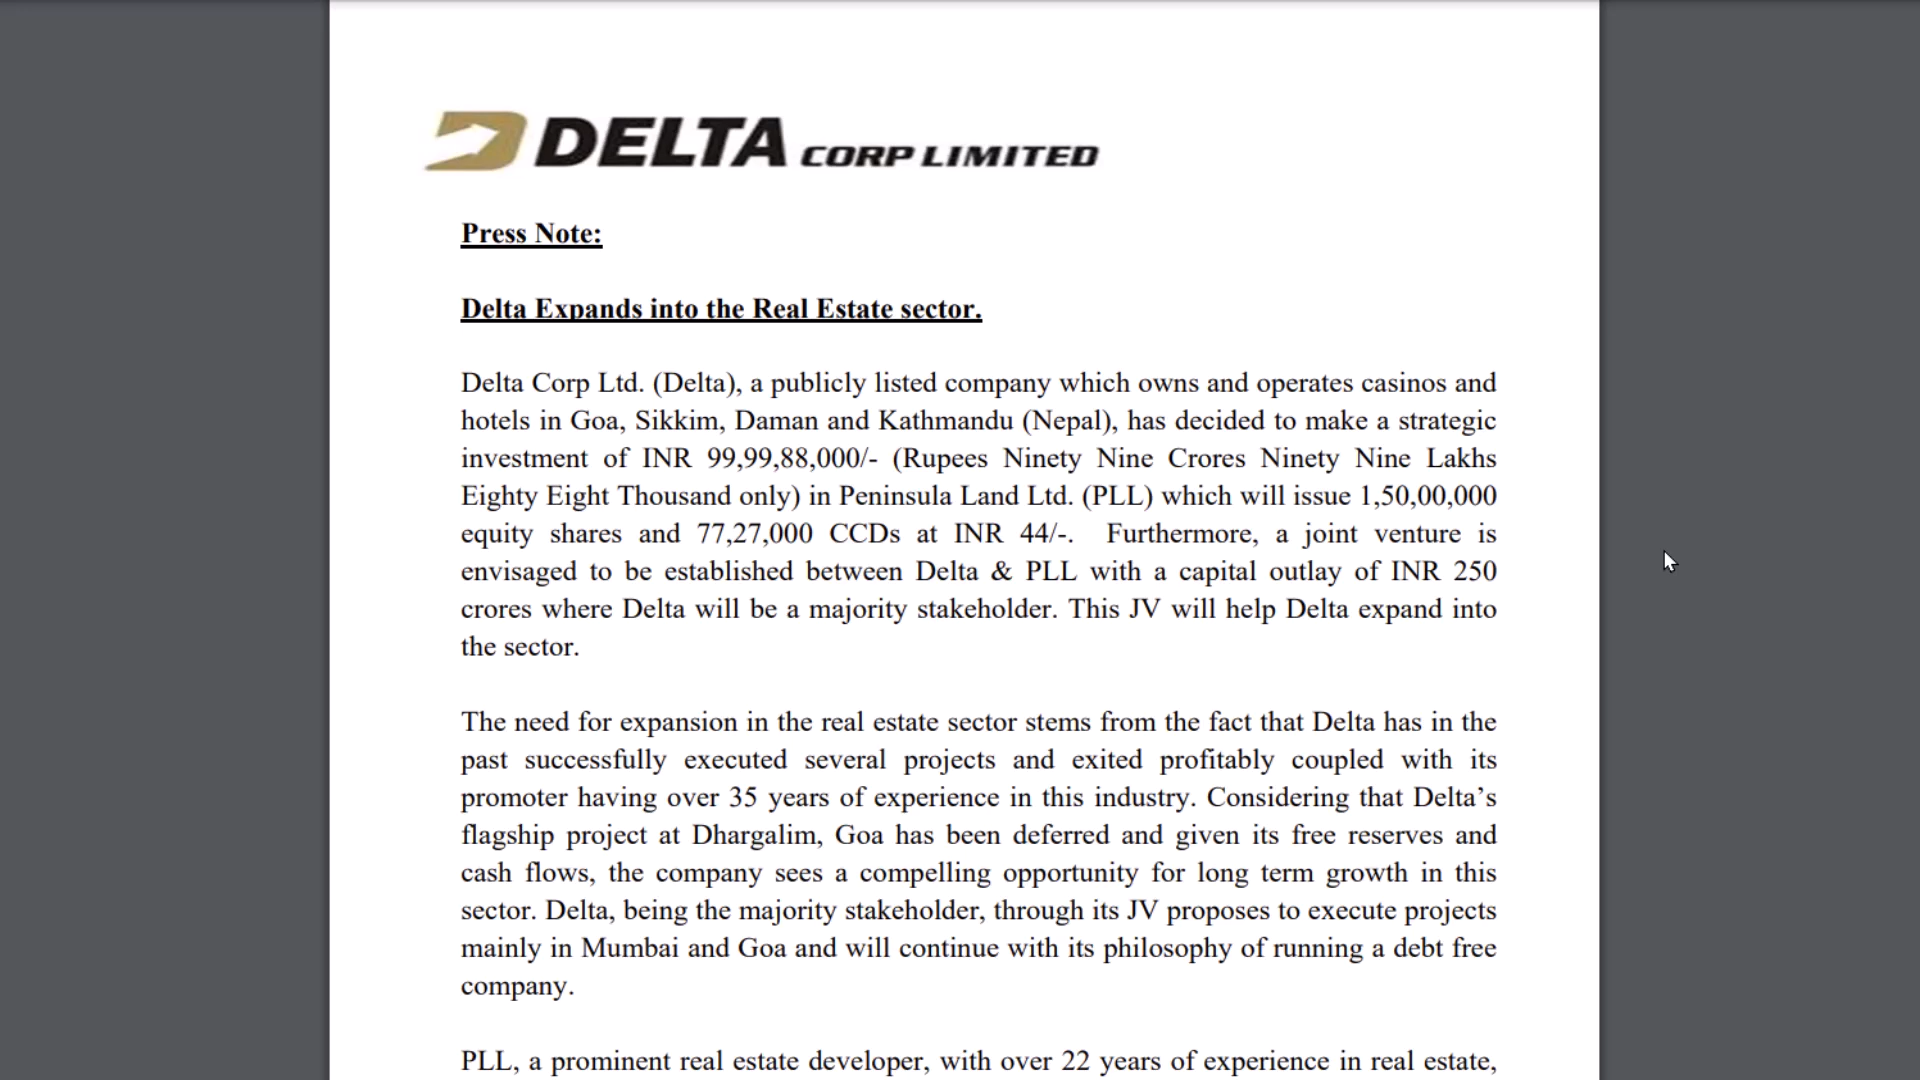 DELTA CORP LIMITED
Press Note:
Delta Expands into the Real Estate sector.
Delta Corp Ltd. (Delta), a publicly listed company which owns and operates casinos and
hotels in Goa, Sikkim, Daman and Kathmandu (Nepal), has decided to make a strategic
investment of INR 99,99,88,000/- (Rupees Ninety Nine Crores Ninety Nine Lakhs
Eighty Eight Thousand only) in Peninsula Land Ltd. (PLL) which will issue 1,50,00,000
equity shares and 77,27,000 CCDs at INR 44/-. Furthermore, a joint venture is
envisaged to be established between Delta & PLL with a capital outlay of INR 250
crores where Delta will be a majority stakeholder. This JV will help Delta expand into
the sector.
The need for expansion in the real estate sector stems from the fact that Delta has in the
past successfully executed several projects and exited profitably coupled with its
promoter having over 35 years of experience in this industry. Considering that Delta’s
flagship project at Dhargalim, Goa has been deferred and given its free reserves and
cash flows, the company sees a compelling opportunity for long term growth in this
sector. Delta, being the majority stakeholder, through its JV proposes to execute projects
mainly in Mumbai and Goa and will continue with its philosophy of running a debt free
company.
PLL, a prominent real estate developer, with over 22 years of experience in real estate,